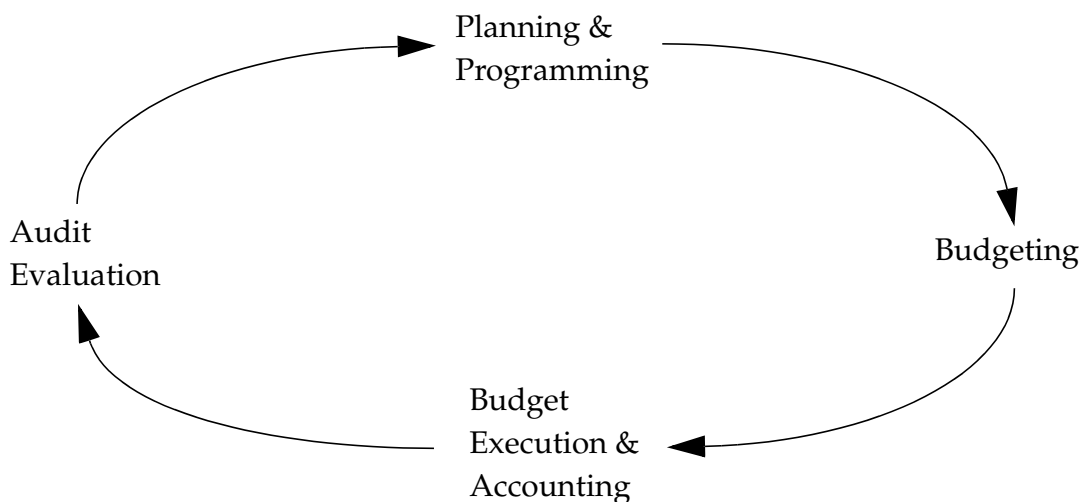 Planning &
Programming
Budgeting
Budget
Execution &
Accounting
Audit
Evaluation